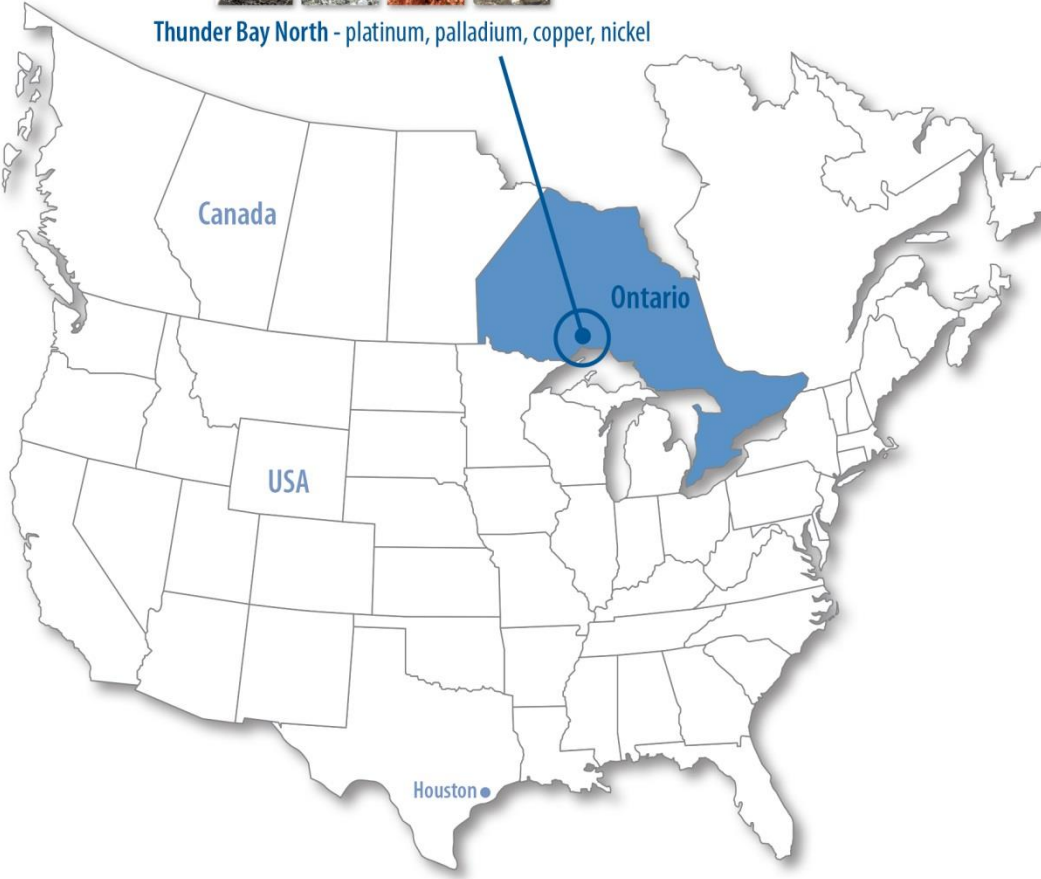 Thunder Bay North - platinum, palladium, copper, nickel
Canada
Ontario
USA
Houston